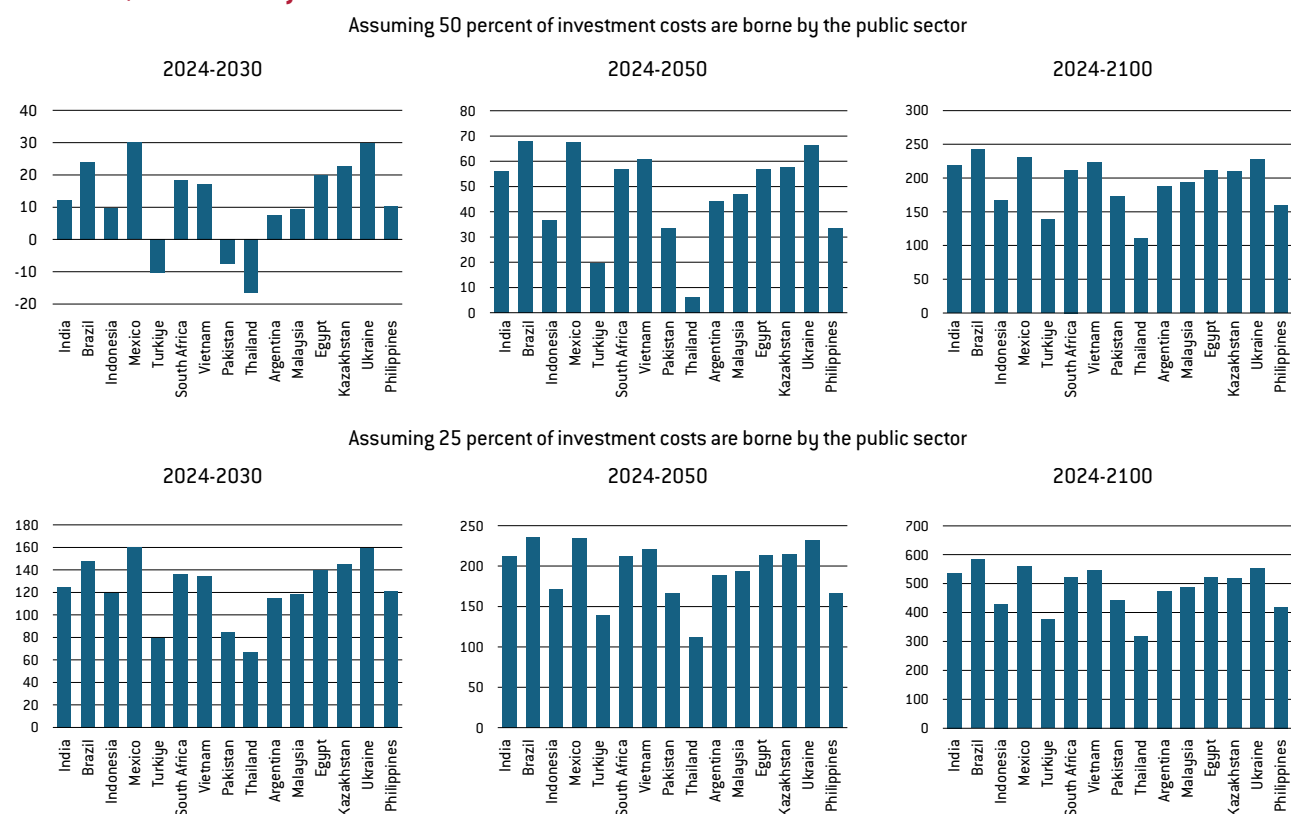 Assuming 50 percent of investment costs are borne by the public sector
2024-2030
40
30
20
10
0
-10
-20
India
Brazil
Indonesia
Mexico
Turkiye
South Africa
Vietnam
Pakistan
Thailand
Argentina
Malaysia
Egypt
Kazakhstan
Ukraine
Philippines
2024-2050
80
70
60
50
40
30
20
10
0
India
Brazil
Indonesia
Mexico
Turkiye
South Africa
Vietnam
Pakistan
Thailand
Argentina
Malaysia
Egypt
Kazakhstan
Ukraine
Philippines
2024-2100
300
250
200
150
100
50
0
India
Brazil
Indonesia
Mexico
Turkiye
South Africa
Vietnam
Pakistan
Thailand
Argentina
Malaysia
Egypt
Kazakhstan
Ukraine
Philippines
Assuming 25 percent of investment costs are borne by the public sector
2024-2030
180
160
140
120
100
80
60
40
20
0
India
Brazil
Indonesia
Mexico
Turkiye
South Africa
Vietnam
Pakistan
Thailand
Argentina
Malaysia
Egypt
Kazakhstan
Ukraine
Philippines
2024-2050
250
200
150
100
50
0
India
Brazil
Indonesia
Mexico
Turkiye
South Africa
Vietnam
Pakistan
Thailand
Argentina
Malaysia
Egypt
Kazakhstan
Ukraine
Philippines
2024-2100
700
600
500
400
300
200
100
0
India
Brazil
Indonesia
Mexico
Turkiye
South Africa
Vietnam
Pakistan
Thailand
Argentina
Malaysia
Egypt
Kazakhstan
Ukraine
Philippines